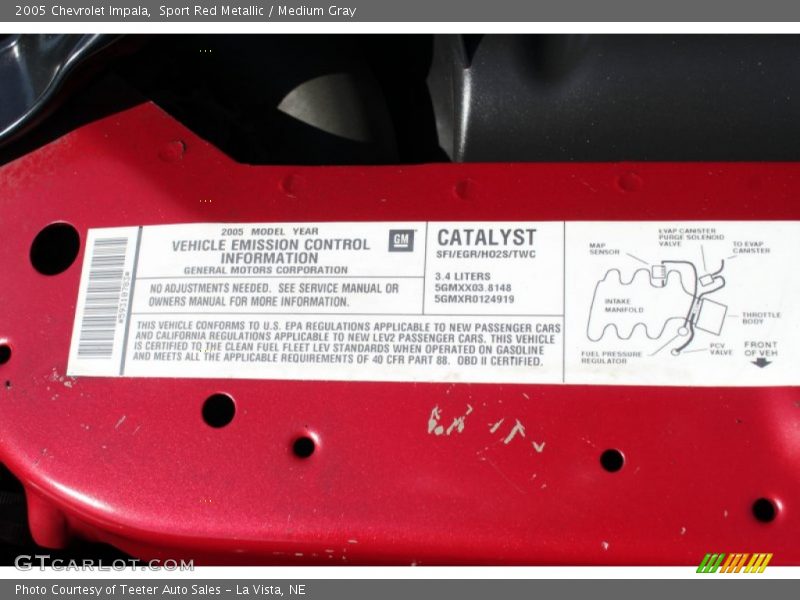 2005 Chevrolet Impala, Sport Red Metallic / Medium Gray
2005 MODEL YEAR
VEHICLE EMISSION CONTROL
INFORMATION
GENERAL MOTORS CORPORATION
GM
NO ADJUSTMENTS NEEDED. SEE SERVICE MANUAL OR
OWNERS MANUAL FOR MORE INFORMATION.
CATALYST
SFI/EGR/HO2S/TWC
3.4 LITERS
5GMXX03.8148
5GMXR0124919
THIS VEHICLE CONFORMS TO U.S. EPA REGULATIONS APPLICABLE TO NEW PASSENGER CARS
AND CALIFORNIA REGULATIONS APPLICABLE TO NEW LEV2 PASSENGER CARS. THIS VEHICLE
IS CERTIFIED TO THE CLEAN FUEL FLEET LEV STANDARDS WHEN OPERATED ON GASOLINE
AND MEETS ALL THE APPLICABLE REQUIREMENTS OF 40 CFR PART 88. OBD II CERTIFIED.
MAP
SENSOR
EVAP CANISTER
PURGE SOLENOID
VALVE
TO EVAP
CANISTER
INTAKE
MANIFOLD
THROTTLE
BODY
FUEL PRESSURE
REGULATOR
PCV
VALVE
FRONT
OF VEH
GTCARLOT.COM
Photo Courtesy of Teeter Auto Sales - La Vista, NE